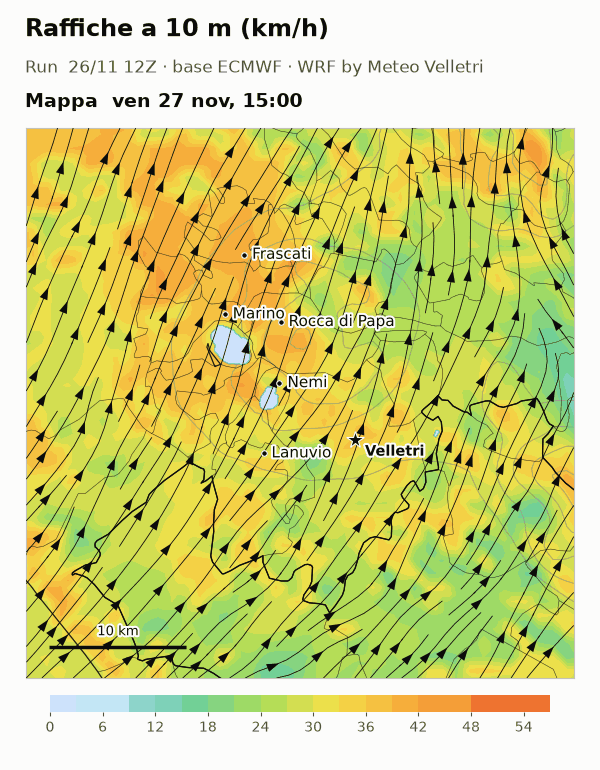 Raffiche a 10 m (km/h)
Run  26/11 12Z · base ECMWF · WRF by Meteo Velletri
Mappa  ven 27 nov, 15:00
Frascati
Marino
Rocca di Papa
Nemi
Velletri
Lanuvio
10 km
0 6 12 18 24 30 36 42 48 54